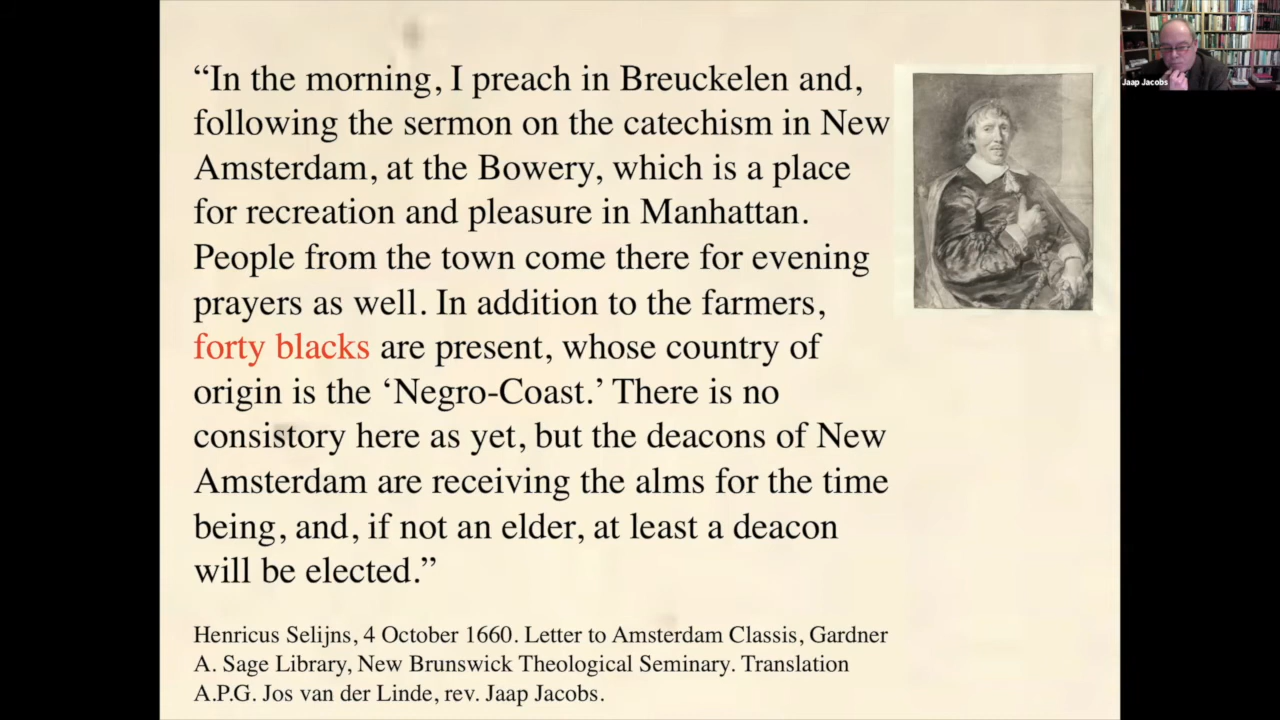 “In the morning, I preach in Breuckelen and,
following the sermon on the catechism in New
Amsterdam, at the Bowery, which is a place
for recreation and pleasure in Manhattan.
People from the town come there for evening
prayers as well. In addition to the farmers,
forty blacks are present, whose country of
origin is the ‘Negro-Coast.’ There is no
consistory here as yet, but the deacons of New
Amsterdam are receiving the alms for the time
being, and, if not an elder, at least a deacon
will be elected.”
Henricus Selijns, 4 October 1660. Letter to Amsterdam Classis, Gardner
A. Sage Library, New Brunswick Theological Seminary. Translation
A.P.G. Jos van der Linde, rev. Jaap Jacobs.
Jaap Jacobs